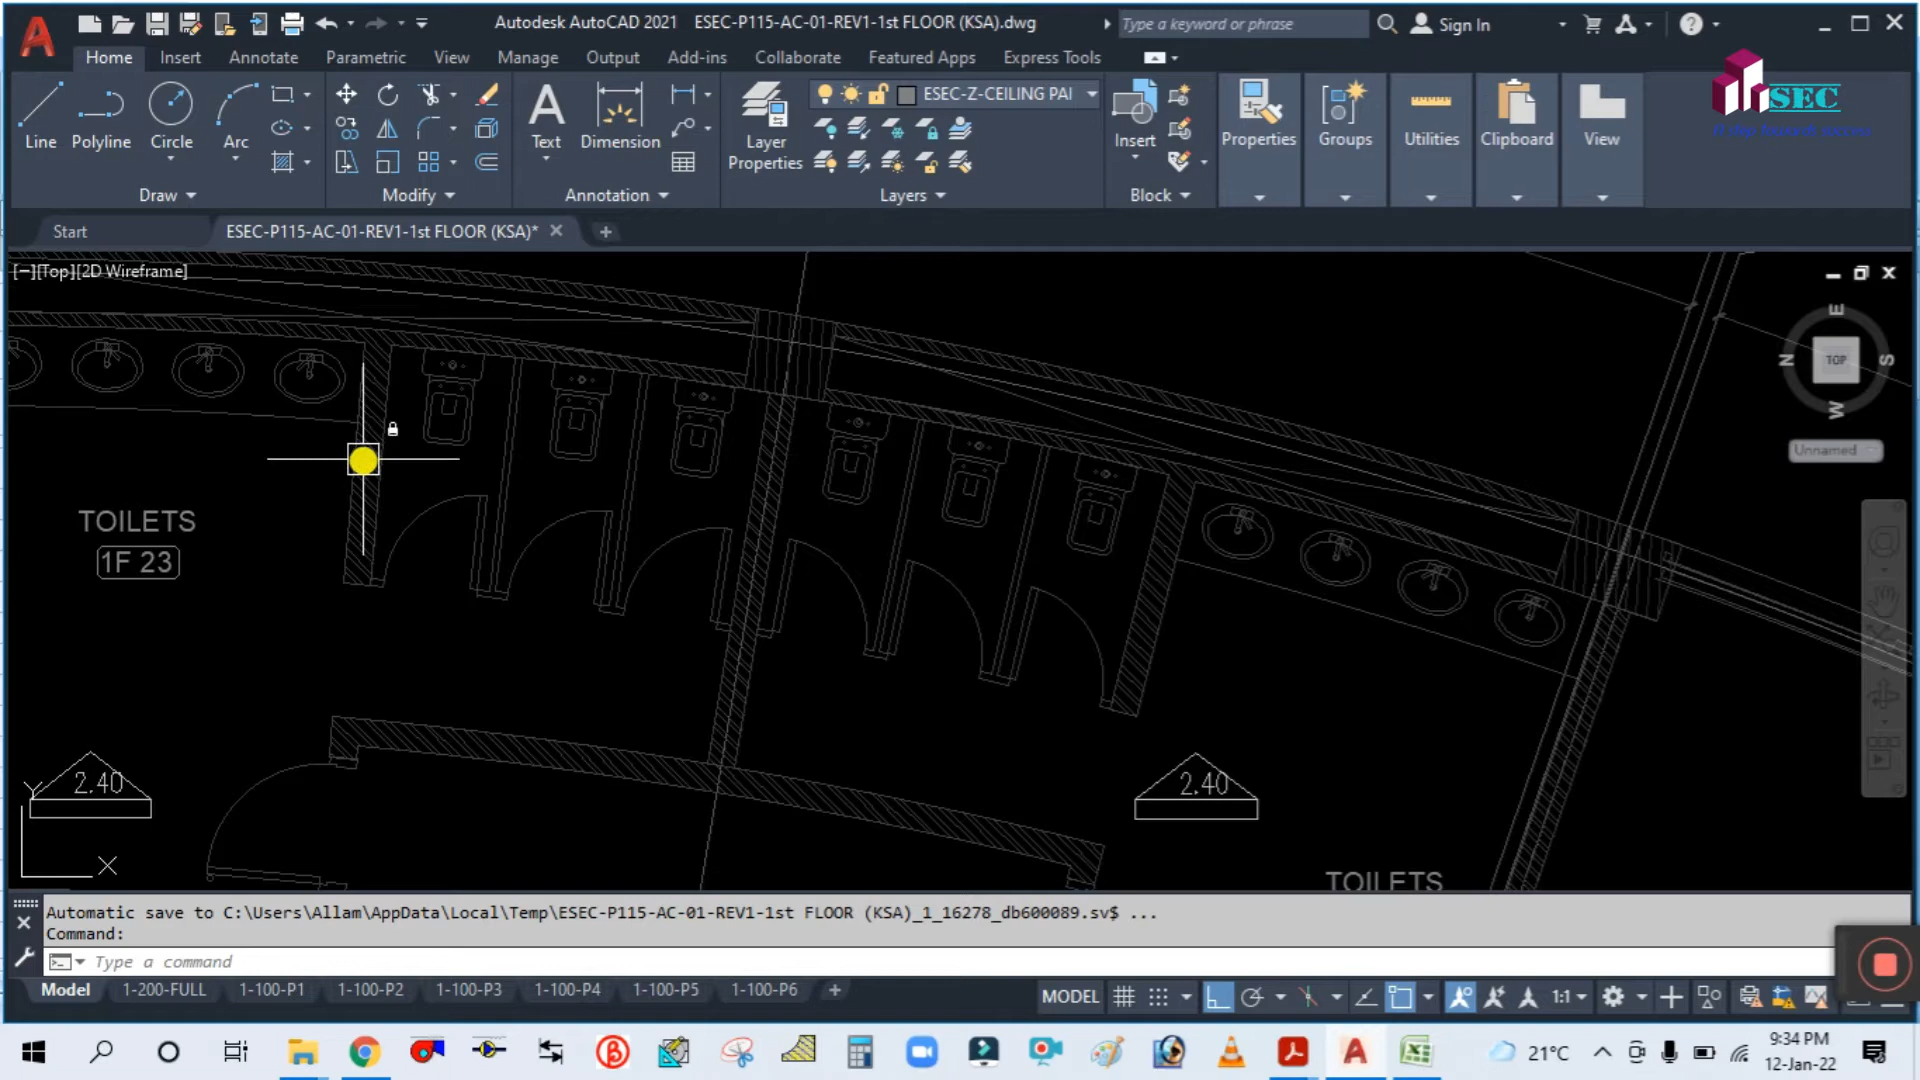 Autodesk AutoCAD 2021 ESEC-P115-AC-01-REV1-1st FLOOR (KSA).dwg
Type a keyword or phrase
Sign In
Home Insert Annotate Parametric View Manage Output Add-ins Collaborate Featured Apps Express Tools
SEC
Line Polyline Circle Arc
Text Dimension
Layer Properties
ESEC-Z-CEILING PAI
Insert
Properties Groups Utilities Clipboard View
Draw Modify Annotation Layers Block
Start ESEC-P115-AC-01-REV1-1st FLOOR (KSA)*
[−][Top][2D Wireframe]
E
N TOP S
W
Unnamed
TOILETS
1F 23
2.40
2.40
Y
X
TOILETS
Automatic save to C:\Users\Allam\AppData\Local\Temp\ESEC-P115-AC-01-REV1-1st FLOOR (KSA)_1_16278_db600089.sv$ ...
Command:
Type a command
Model 1-200-FULL 1-100-P1 1-100-P2 1-100-P3 1-100-P4 1-100-P5 1-100-P6
MODEL 1:1
21°C
9:34 PM
12-Jan-22